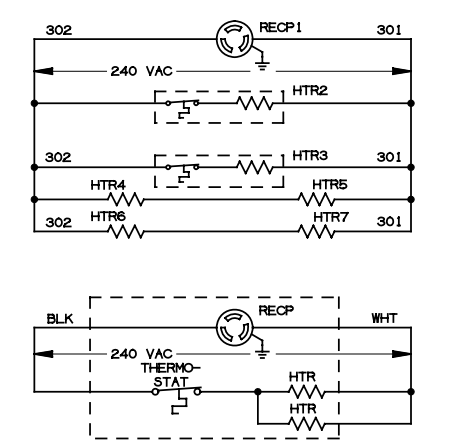 302 RECP1 301
240 VAC
HTR2
302 HTR3 301
HTR4 HTR5
302 HTR6 HTR7 301
BLK RECP WHT
240 VAC
THERMO-
STAT
HTR
HTR